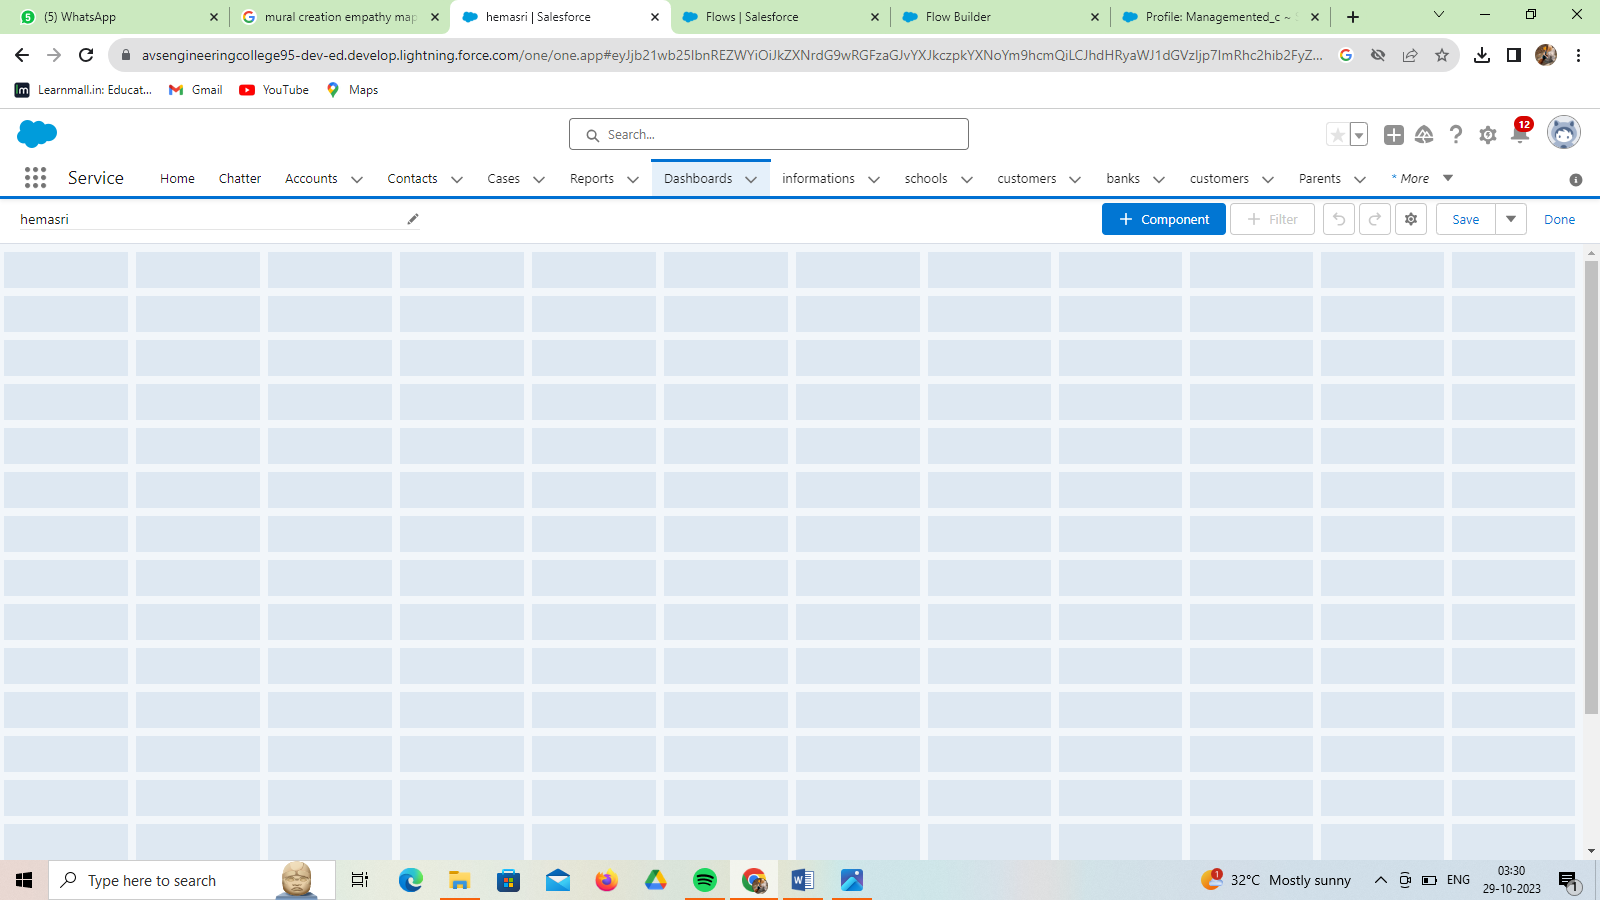 (5) WhatsApp
mural creation empathy map
hemasri | Salesforce
Flows | Salesforce
Flow Builder
Profile: Managemented_c ~
avsengineeringcollege95-dev-ed.develop.lightning.force.com/one/one.app#eyJjb21wb25lbnREZWYiOiJkZXNrdG9wRGFzaGJvYXJkczpkYXNoYm9hcmQiLCJhdHRyaWJ1dGVzIjp7ImRhc2hib2FyZ...
Learnmall.in: Educat...
Gmail
YouTube
Maps
Search...
12
Service
Home
Chatter
Accounts
Contacts
Cases
Reports
Dashboards
informations
schools
customers
banks
customers
Parents
* More
hemasri
Component
Filter
Save
Done
Type here to search
1
32°C Mostly sunny
ENG
03:30
29-10-2023
1